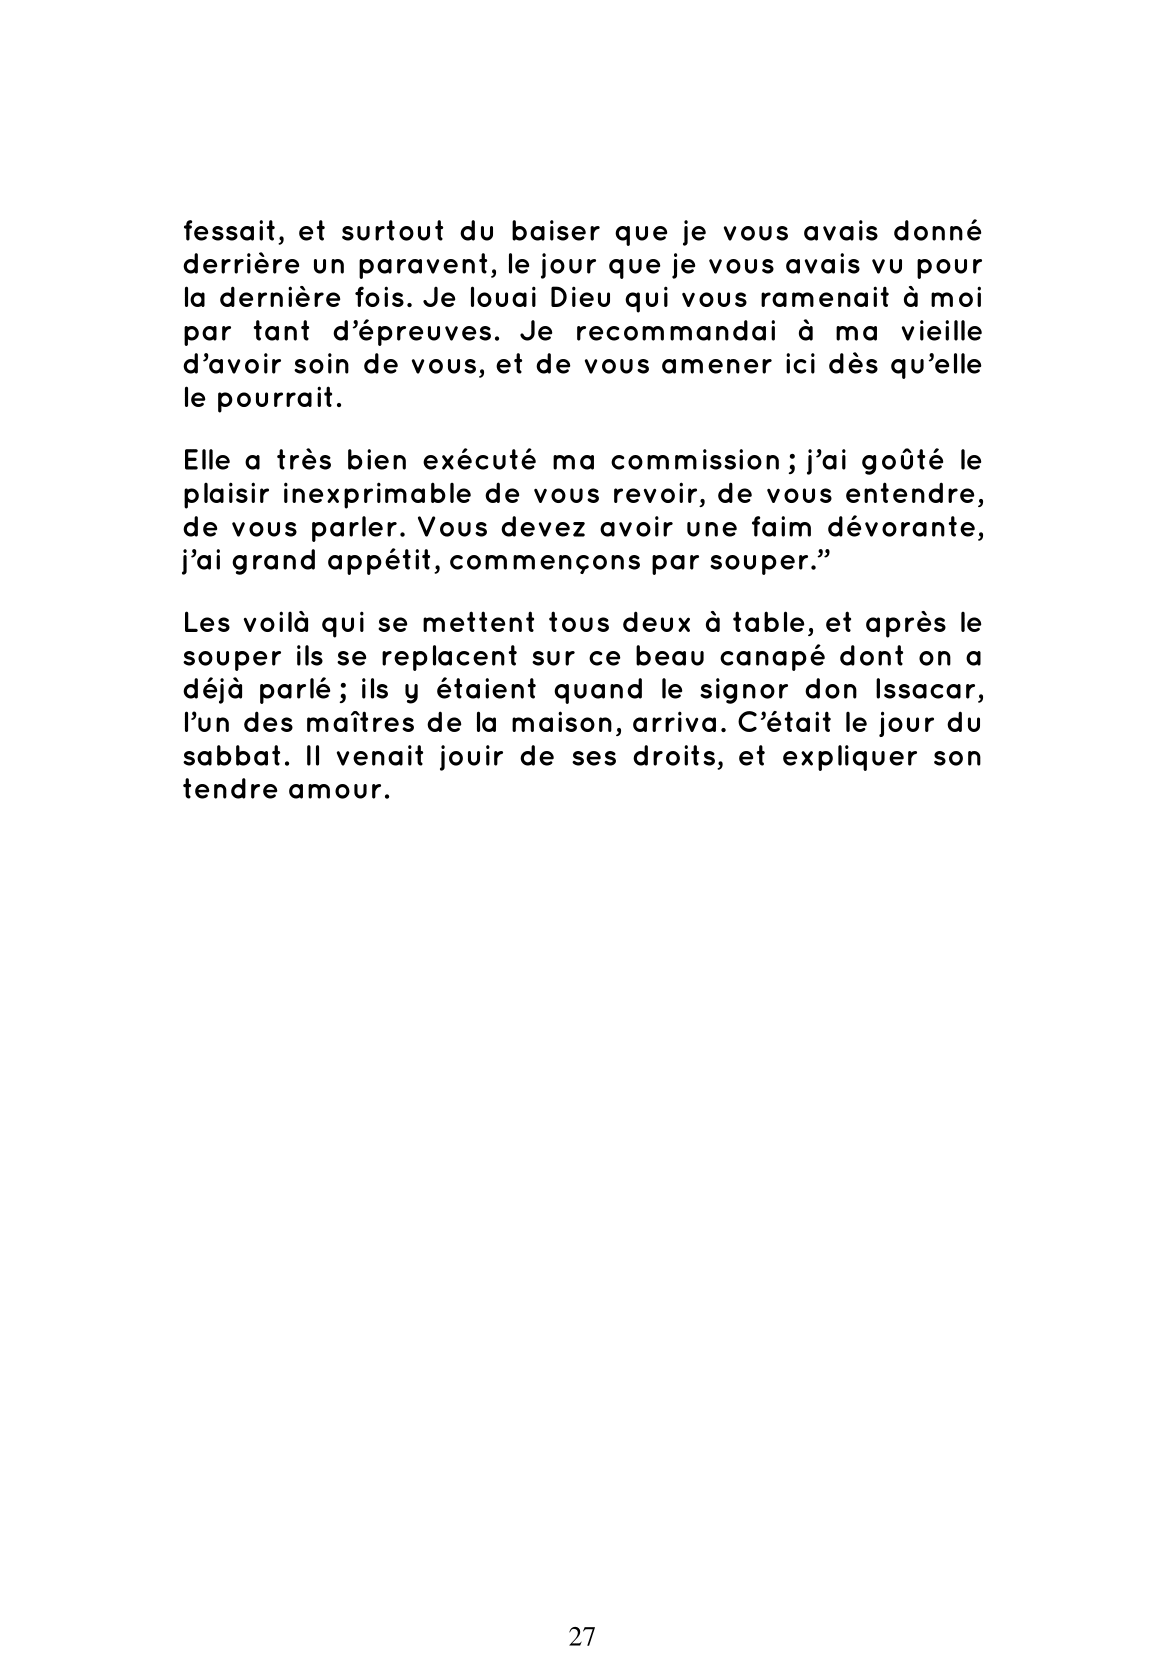 fessait, et surtout du baiser que je vous avais donné
derrière un paravent, le jour que je vous avais vu pour
la dernière fois. Je louai Dieu qui vous ramenait à moi
par tant d’épreuves. Je recommandai à ma vieille
d’avoir soin de vous, et de vous amener ici dès qu’elle
le pourrait.
Elle a très bien exécuté ma commission ; j’ai goûté le
plaisir inexprimable de vous revoir, de vous entendre,
de vous parler. Vous devez avoir une faim dévorante,
j’ai grand appétit, commençons par souper.”
Les voilà qui se mettent tous deux à table, et après le
souper ils se replacent sur ce beau canapé dont on a
déjà parlé ; ils y étaient quand le signor don Issacar,
l’un des maîtres de la maison, arriva. C’était le jour du
sabbat. Il venait jouir de ses droits, et expliquer son
tendre amour.
27